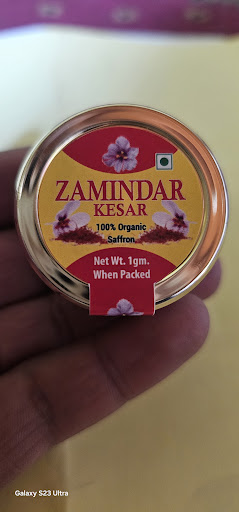 ZAMINDAR
KESAR
100% Organic
Saffron
Net Wt. 1gm.
When Packed
Galaxy S23 Ultra